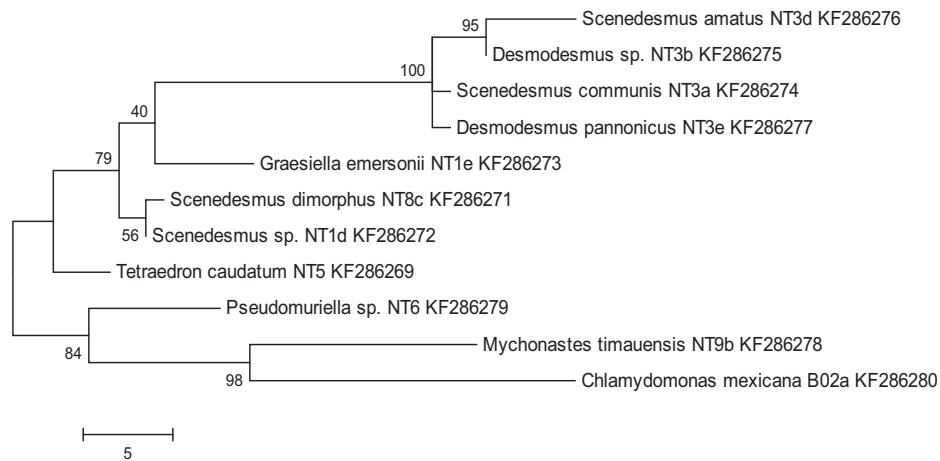 Scenedesmus amatus NT3d KF286276
95
Desmodesmus sp. NT3b KF286275
100
Scenedesmus communis NT3a KF286274
40
Desmodesmus pannonicus NT3e KF286277
79
Graesiella emersonii NT1e KF286273
Scenedesmus dimorphus NT8c KF286271
56
Scenedesmus sp. NT1d KF286272
Tetraedron caudatum NT5 KF286269
Pseudomuriella sp. NT6 KF286279
84
Mychonastes timauensis NT9b KF286278
98
Chlamydomonas mexicana B02a KF286280
5